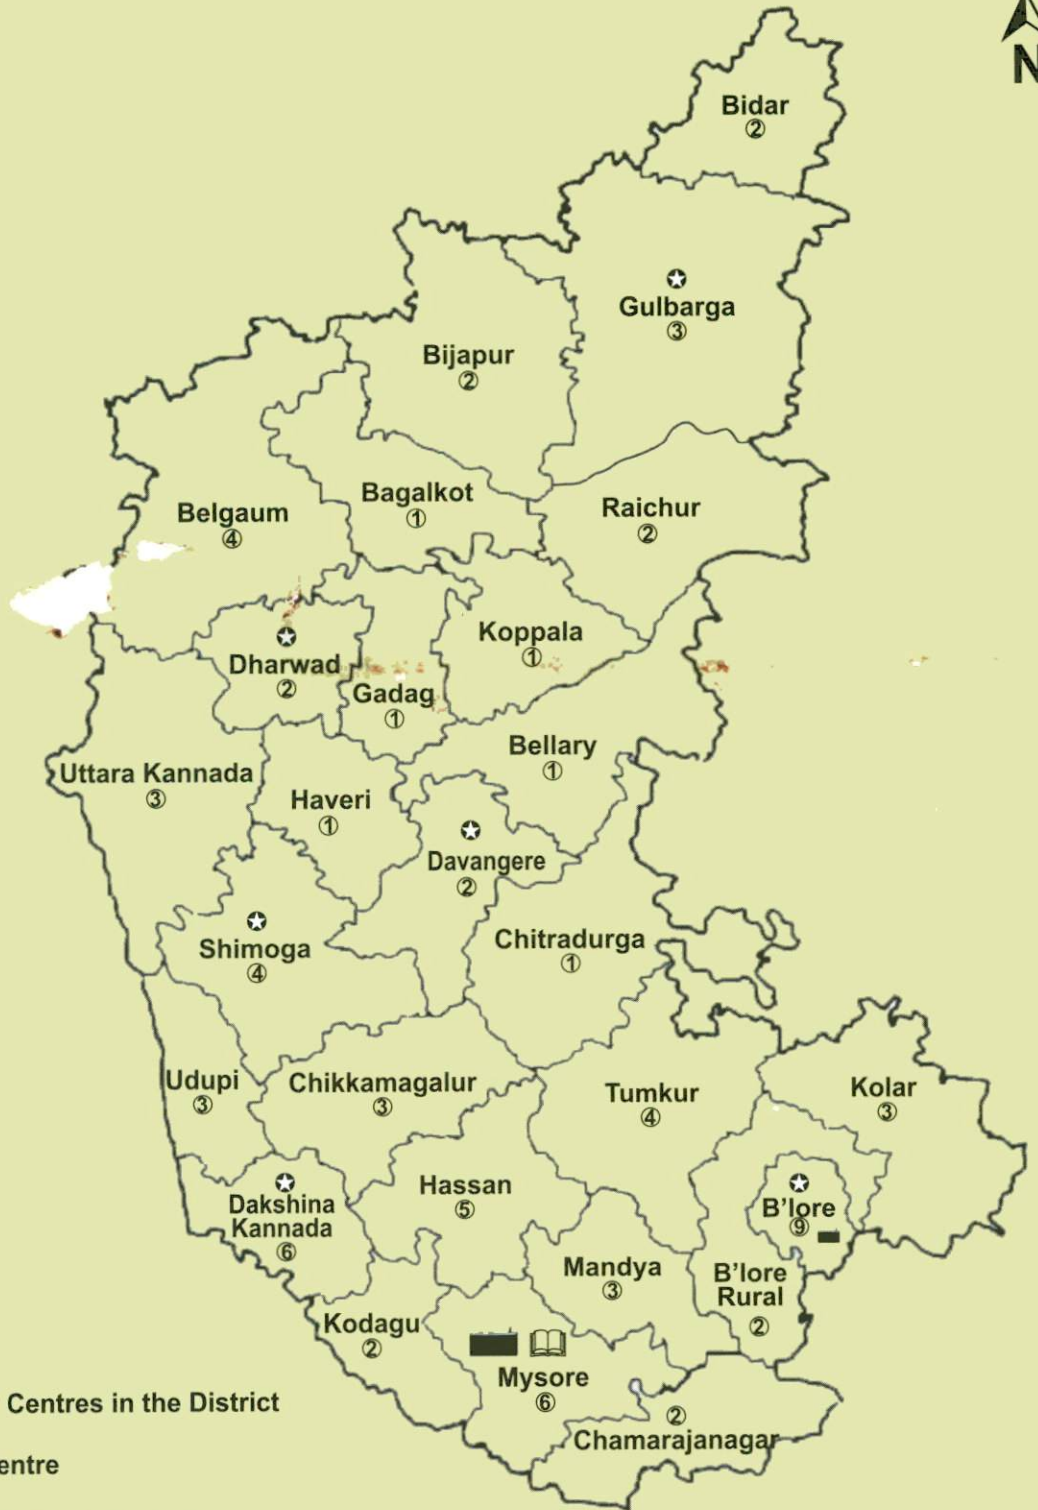 N
Bidar
②
Gulbarga
③
Bijapur
②
Bagalkot
①
Belgaum
④
Raichur
②
Koppala
①
Dharwad
②
Gadag
①
Bellary
①
Uttara Kannada
③
Haveri
①
Davangere
②
Shimoga
④
Chitradurga
①
Udupi
③
Chikkamagalur
③
Tumkur
④
Kolar
③
Hassan
⑤
Dakshina
Kannada
⑥
B'lore
⑨
Mandya
③
B'lore
Rural
②
Kodagu
②
Mysore
⑥
②
Chamarajanagar
Centres in the District
entre